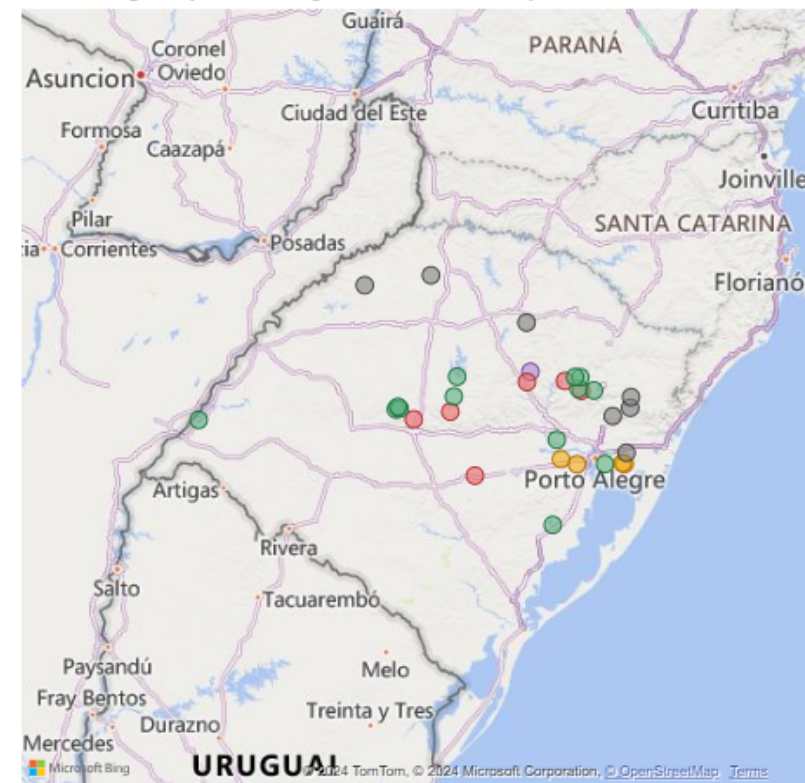 Guairá
PARANÁ
Coronel
Oviedo
Asuncion
Ciudad del Este
Curitiba
Formosa
Caazapá
Joinville
Pilar
SANTA CATARINA
ia
Corrientes
Posadas
Florianó
Porto Alegre
Artigas
Rivera
Salto
Tacuarembó
Paysandú
Melo
Fray Bentos
Treinta y Tres
Durazno
Mercedes
Microsoft Bing
URUGUAI
© 2024 TomTom, © 2024 Microsoft Corporation, © OpenStreetMap Terms